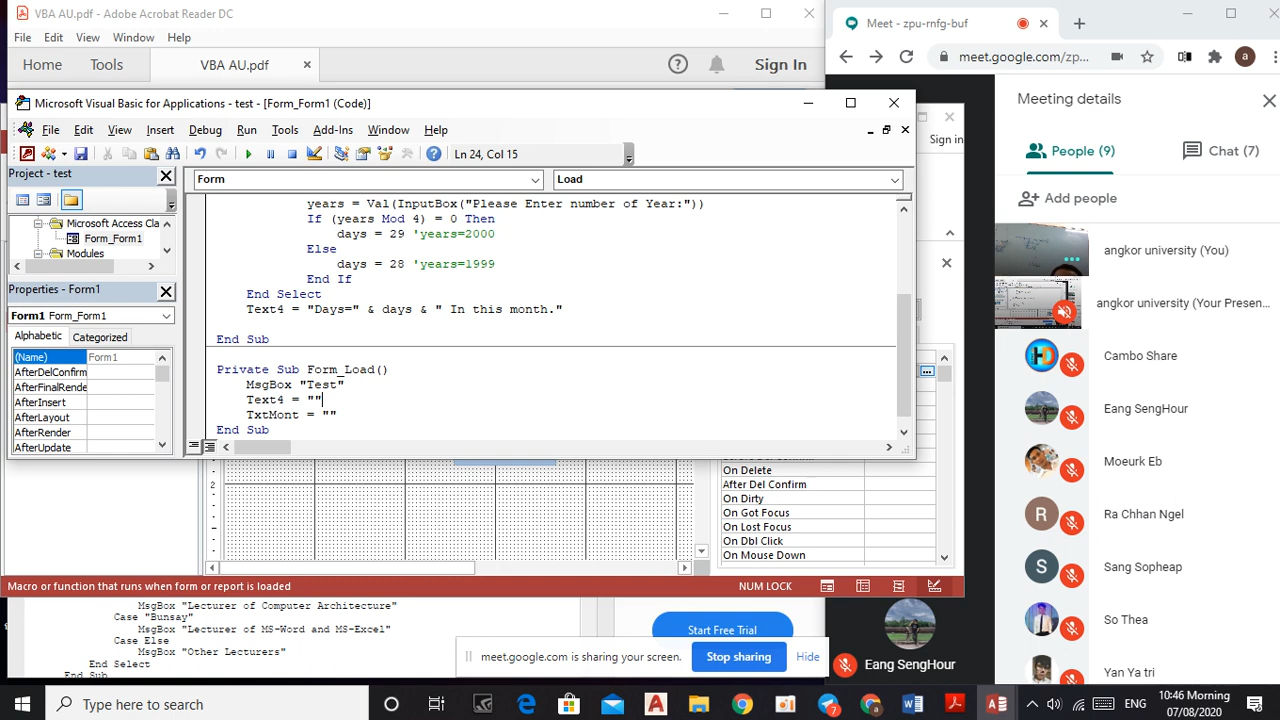 VBA AU.pdf - Adobe Acrobat Reader DC
File Edit View Window Help
Home Tools VBA AU.pdf Sign In
Microsoft Visual Basic for Applications - test - [Form_Form1 (Code)]
File Edit View Insert Debug Run Tools Add-Ins Window Help
Ln 24, Col 15
Project - test
Microsoft Access Cla
Form_Form1
Modules
Properties - Form1
Form1 Form_Form1
Alphabetic Categorized
(Name) Form1
AfterDelConfirm
AfterFinalRende
AfterInsert
AfterLayout
AfterRender
AfterUpdate
Form Load
years = Val(InputBox("Please Enter number of Year:"))
If (years Mod 4) = 0 Then
days = 29 'years=2000
Else
days = 28 'years=1999
End If
End Select
Text4 = "Days=" & days & " In this month."
End Sub
Private Sub Form_Load()
MsgBox "Test"
Text4 = ""
TxtMont = ""
End Sub
Sign in
On Delete
After Del Confirm
On Dirty
On Got Focus
On Lost Focus
On Dbl Click
On Mouse Down
2
Macro or function that runs when form or report is loaded
NUM LOCK
MsgBox "Lecturer of Computer Architecture"
Case "Bunsay"
MsgBox "Lecturer of MS-Word and MS-Excel"
Case Else
MsgBox "Other Lecturers"
End Select
End Sub
Start Free Trial
meet.google.com is sharing your screen. Stop sharing Hide
Meet - zpu-rnfg-buf
meet.google.com/zp...
a
Meeting details
People (9) Chat (7)
Add people
angkor university (You)
angkor university (Your Presen...
Cambo Share
Eang SengHour
Moeurk Eb
R
Ra Chhan Ngel
S
Sang Sopheap
So Thea
Yan Ya tri
Eang SengHour
Type here to search
ENG
10:46 Morning
07/08/2020